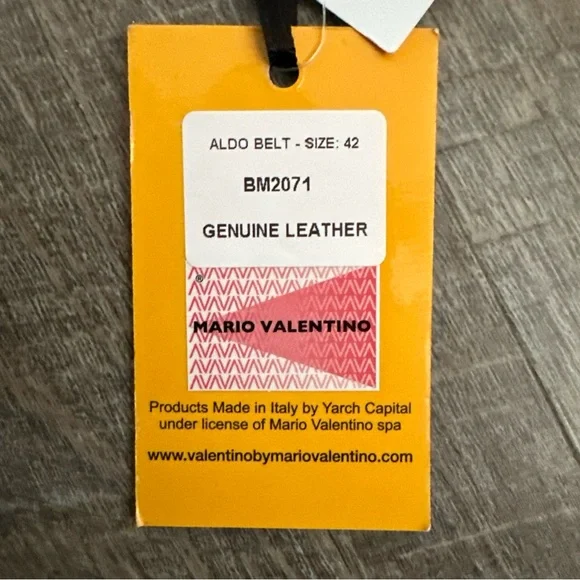 ALDO BELT - SIZE: 42
BM2071
GENUINE LEATHER
®
MARIO VALENTINO
Products Made in Italy by Yarch Capital
under license of Mario Valentino spa
www.valentinobymariovalentino.com